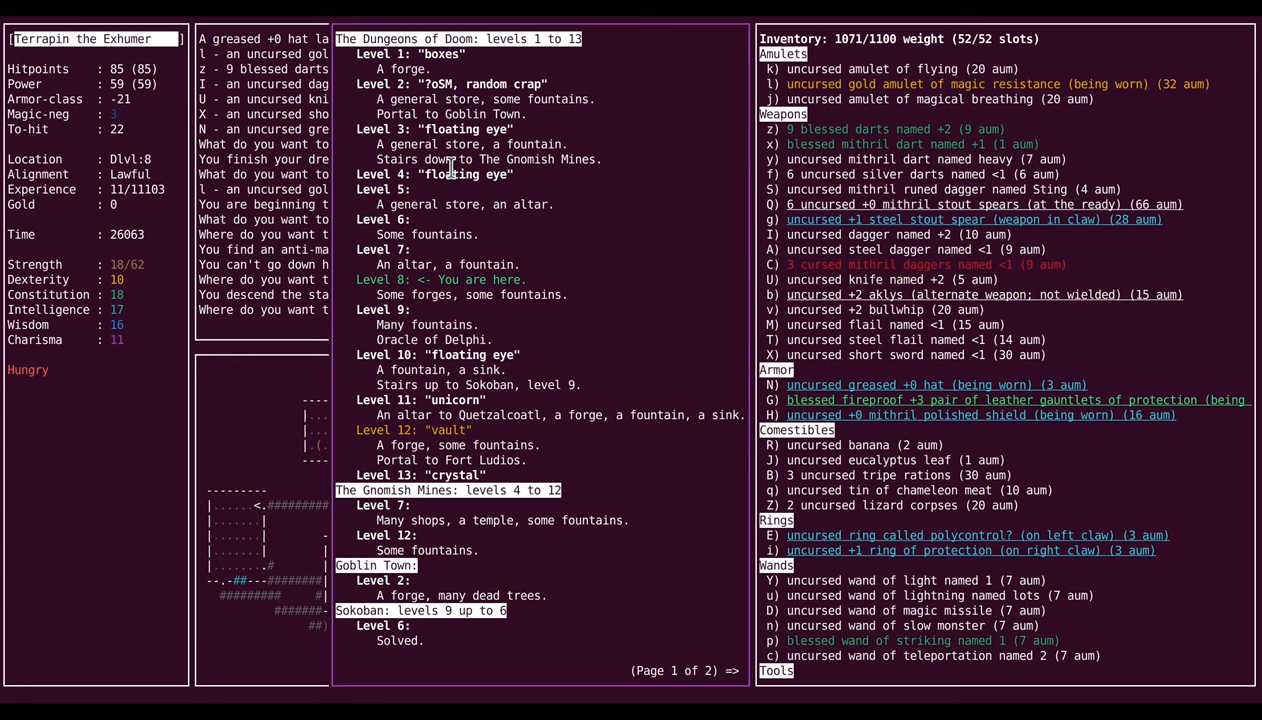 [Terrapin the Exhumer ]
Hitpoints : 85 (85)
Power : 59 (59)
Armor-class : -21
Magic-neg : 3
To-hit : 22
Location : Dlvl:8
Alignment : Lawful
Experience : 11/11103
Gold : 0
Time : 26063
Strength : 18/62
Dexterity : 10
Constitution : 18
Intelligence : 17
Wisdom : 16
Charisma : 11
Hungry
A greased +0 hat la
l - an uncursed gol
z - 9 blessed darts
I - an uncursed dag
U - an uncursed kni
X - an uncursed sho
N - an uncursed gre
What do you want to
You finish your dre
What do you want to
l - an uncursed gol
You are beginning t
What do you want to
Where do you want t
You find an anti-ma
You can't go down h
Where do you want t
You descend the sta
Where do you want t
The Dungeons of Doom: levels 1 to 13
Level 1: "boxes"
A forge.
Level 2: "?oSM, random crap"
A general store, some fountains.
Portal to Goblin Town.
Level 3: "floating eye"
A general store, a fountain.
Stairs down to The Gnomish Mines.
Level 4: "floating eye"
Level 5:
A general store, an altar.
Level 6:
Some fountains.
Level 7:
An altar, a fountain.
Level 8: <- You are here.
Some forges, some fountains.
Level 9:
Many fountains.
Oracle of Delphi.
Level 10: "floating eye"
A fountain, a sink.
Stairs up to Sokoban, level 9.
Level 11: "unicorn"
An altar to Quetzalcoatl, a forge, a fountain, a sink.
Level 12: "vault"
A forge, some fountains.
Portal to Fort Ludios.
Level 13: "crystal"
The Gnomish Mines: levels 4 to 12
Level 7:
Many shops, a temple, some fountains.
Level 12:
Some fountains.
Goblin Town:
Level 2:
A forge, many dead trees.
Sokoban: levels 9 up to 6
Level 6:
Solved.
(Page 1 of 2) =>
Inventory: 1071/1100 weight (52/52 slots)
Amulets
k) uncursed amulet of flying (20 aum)
l) uncursed gold amulet of magic resistance (being worn) (32 aum)
j) uncursed amulet of magical breathing (20 aum)
Weapons
z) 9 blessed darts named +2 (9 aum)
x) blessed mithril dart named +1 (1 aum)
y) uncursed mithril dart named heavy (7 aum)
f) 6 uncursed silver darts named <1 (6 aum)
S) uncursed mithril runed dagger named Sting (4 aum)
Q) 6 uncursed +0 mithril stout spears (at the ready) (66 aum)
g) uncursed +1 steel stout spear (weapon in claw) (28 aum)
I) uncursed dagger named +2 (10 aum)
A) uncursed steel dagger named <1 (9 aum)
C) 3 cursed mithril daggers named <1 (9 aum)
U) uncursed knife named +2 (5 aum)
b) uncursed +2 aklys (alternate weapon; not wielded) (15 aum)
v) uncursed +2 bullwhip (20 aum)
M) uncursed flail named <1 (15 aum)
T) uncursed steel flail named <1 (14 aum)
X) uncursed short sword named <1 (30 aum)
Armor
N) uncursed greased +0 hat (being worn) (3 aum)
G) blessed fireproof +3 pair of leather gauntlets of protection (being
H) uncursed +0 mithril polished shield (being worn) (16 aum)
Comestibles
R) uncursed banana (2 aum)
J) uncursed eucalyptus leaf (1 aum)
B) 3 uncursed tripe rations (30 aum)
q) uncursed tin of chameleon meat (10 aum)
Z) 2 uncursed lizard corpses (20 aum)
Rings
E) uncursed ring called polycontrol? (on left claw) (3 aum)
i) uncursed +1 ring of protection (on right claw) (3 aum)
Wands
Y) uncursed wand of light named 1 (7 aum)
u) uncursed wand of lightning named lots (7 aum)
D) uncursed wand of magic missile (7 aum)
n) uncursed wand of slow monster (7 aum)
p) blessed wand of striking named 1 (7 aum)
c) uncursed wand of teleportation named 2 (7 aum)
Tools